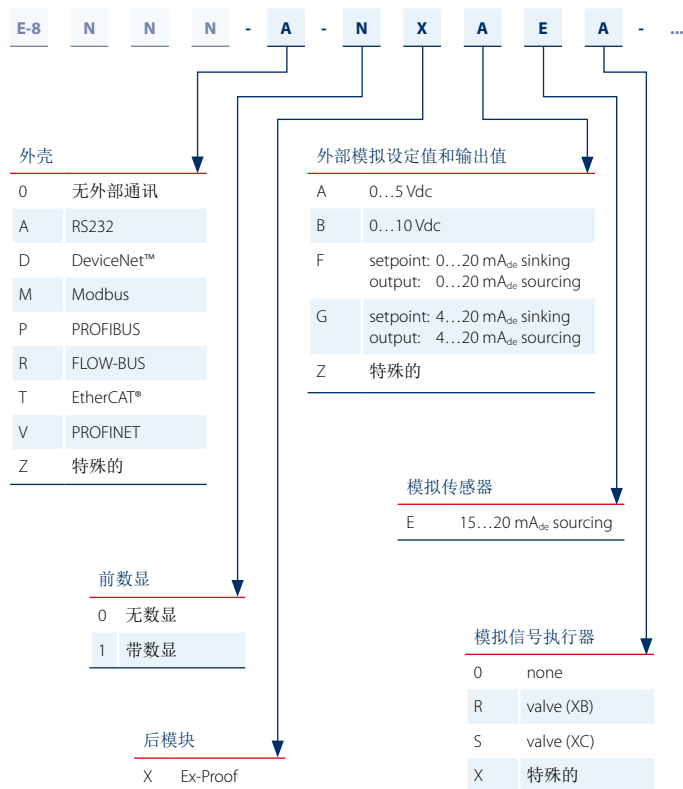 E-8 N N N - A - N X A E A - ...
外壳
0 无外部通讯
A RS232
D DeviceNet™
M Modbus
P PROFIBUS
R FLOW-BUS
T EtherCAT®
V PROFINET
Z 特殊的
外部模拟设定值和输出值
A 0…5 Vdc
B 0…10 Vdc
F setpoint: 0…20 mAde sinking
output: 0…20 mAde sourcing
G setpoint: 4…20 mAde sinking
output: 4…20 mAde sourcing
Z 特殊的
模拟传感器
E 15…20 mAde sourcing
前数显
0 无数显
1 带数显
模拟信号执行器
0 none
R valve (XB)
S valve (XC)
X 特殊的
后模块
X Ex-Proof